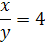 x/y = 4